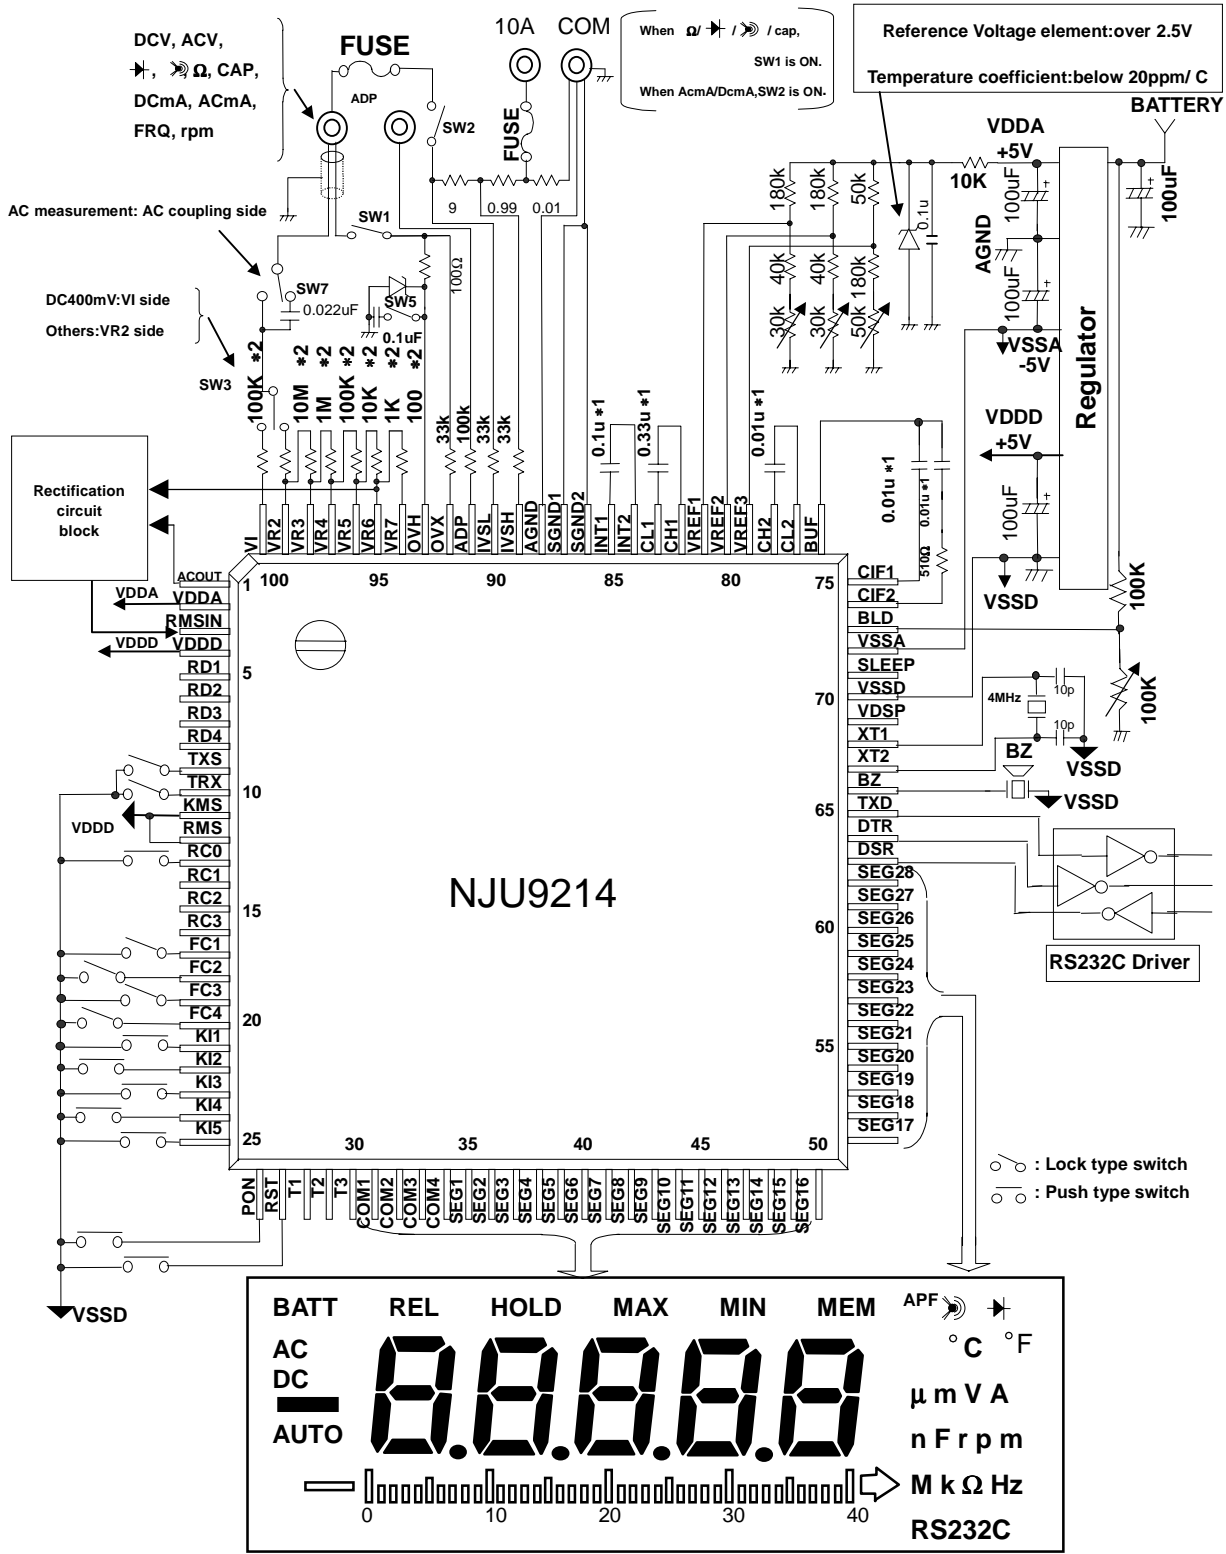 DCV, ACV,
Ω, CAP,
DCmA, ACmA,
FRQ, rpm
FUSE
ADP
SW2
10A COM
FUSE
When Ω/ / / cap,
SW1 is ON.
When AcmA/DcmA,SW2 is ON.
Reference Voltage element:over 2.5V
Temperature coefficient:below 20ppm/ C
BATTERY
VDDA
+5V
10K
100uF
+
100uF
+
AGND
100uF
+
VSSA
-5V
Regulator
VDDD
+5V
100uF
VSSD
180k
180k
50k
0.1u
40k
40k
180k
30k
30k
50k
9
0.99
0.01
AC measurement: AC coupling side
SW1
100Ω
SW7
0.022uF
SW5
0.1uF
DC400mV:VI side
Others:VR2 side
SW3
100K *2
10M *2
1M *2
100K *2
10K *2
1K *2
100 *2
33k
100k
33k
33k
0.1u *1
0.33u *1
0.01u *1
0.01u *1
0.01u *1
510Ω
100K
100K
Rectification
circuit
block
VI
VR2
VR3
VR4
VR5
VR6
VR7
OVH
OVX
ADP
IVSL
IVSH
AGND
SGND1
SGND2
INT1
INT2
CL1
CH1
VREF1
VREF2
VREF3
CH2
CL2
BUF
100 95 90 85 80 75
ACOUT
1
VDDA
VDDA
RMSIN
VDDD
VDDD
RD1
5
RD2
RD3
RD4
TXS
TRX
10
KMS
VDDD
RMS
RC0
RC1
RC2
15
RC3
FC1
FC2
FC3
FC4
20
KI1
KI2
KI3
KI4
KI5
25
NJU9214
CIF1
CIF2
BLD
VSSA
SLEEP
VSSD
70
VDSP
XT1
XT2
BZ
TXD
65
DTR
DSR
SEG28
SEG27
SEG26
60
SEG25
SEG24
SEG23
SEG22
SEG21
55
SEG20
SEG19
SEG18
SEG17
4MHz
10p
10p
VSSD
BZ
VSSD
RS232C Driver
: Lock type switch
: Push type switch
30 35 40 45 50
PON
RST
T1
T2
T3
COM1
COM2
COM3
COM4
SEG1
SEG2
SEG3
SEG4
SEG5
SEG6
SEG7
SEG8
SEG9
SEG10
SEG11
SEG12
SEG13
SEG14
SEG15
SEG16
VSSD
BATT REL HOLD MAX MIN MEM APF
AC
DC
AUTO
8.8.8.8.8
°C °F
μ m V A
n F r p m
M k Ω Hz
RS232C
0 10 20 30 40